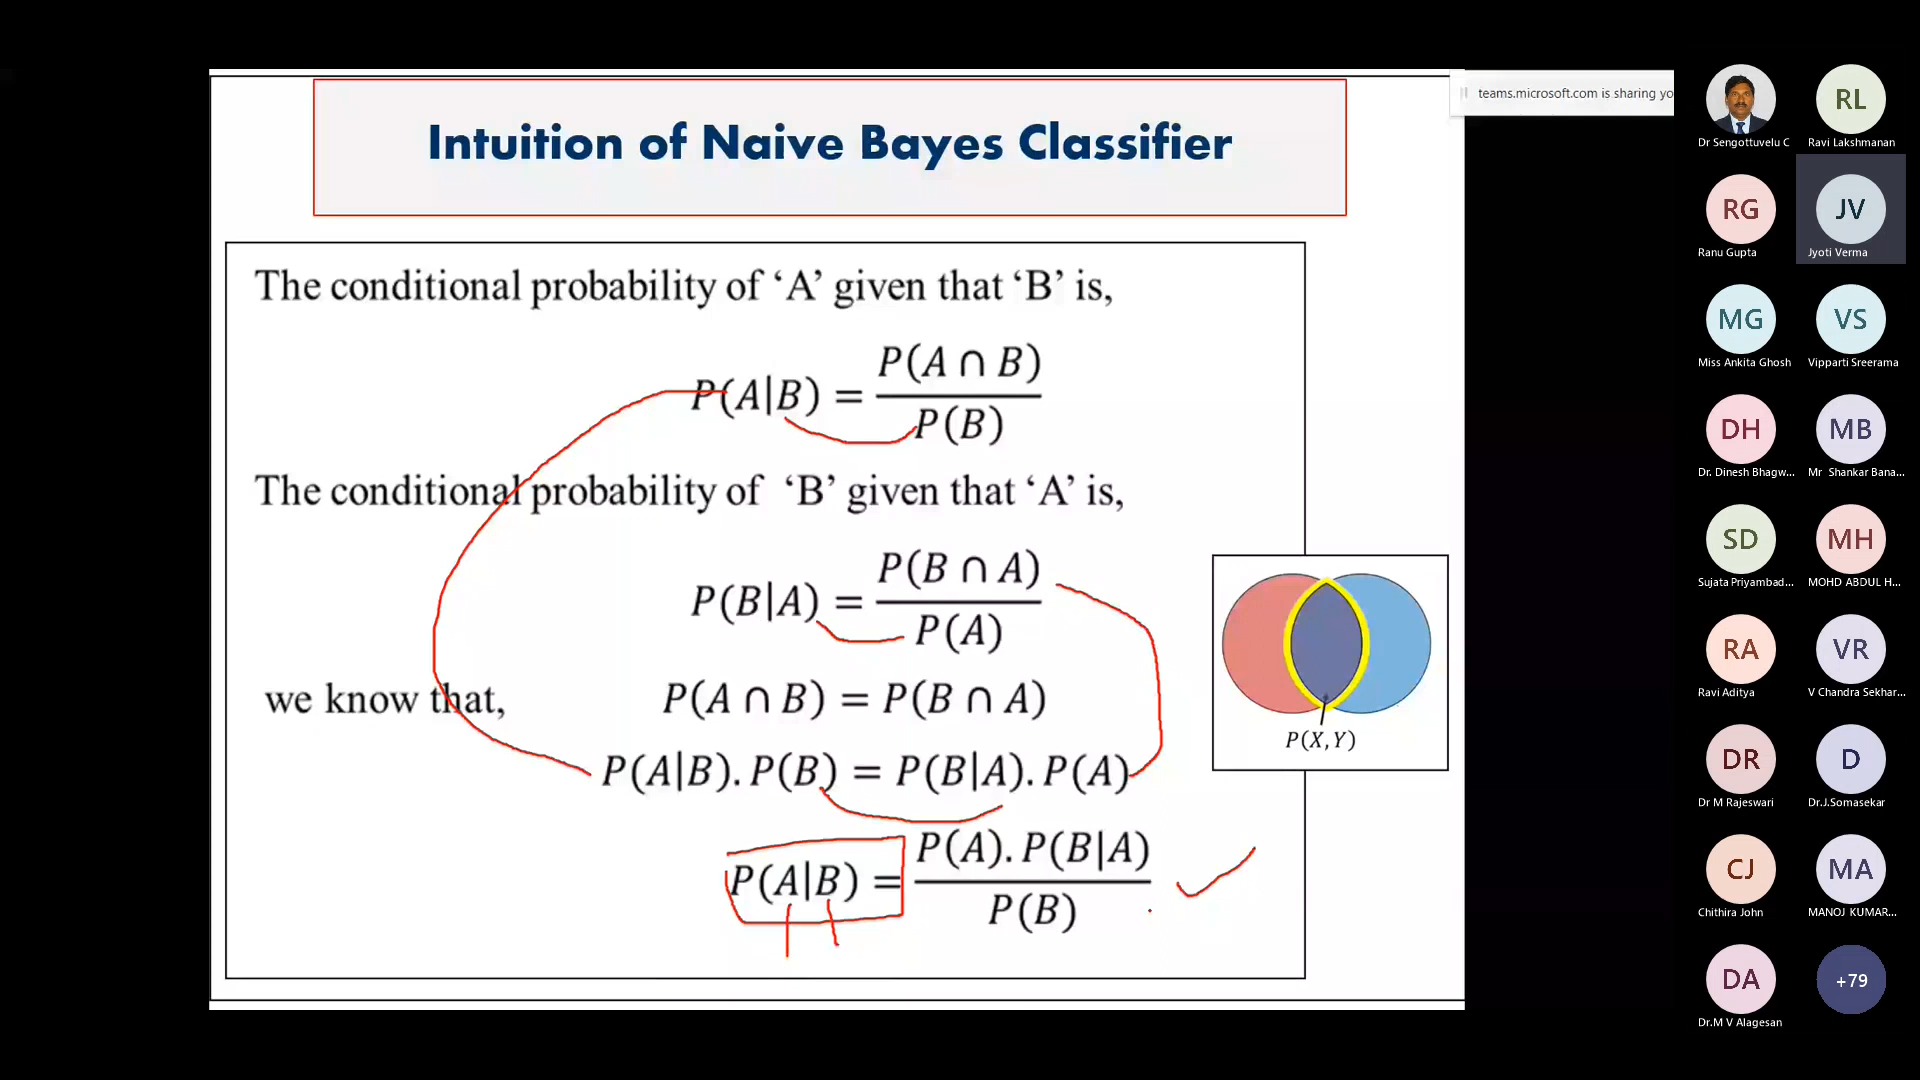 Intuition of Naive Bayes Classifier
teams.microsoft.com is sharing yo
The conditional probability of ‘A’ given that ‘B’ is,
P(A|B) = P(A ∩ B) / P(B)
The conditional probability of ‘B’ given that ‘A’ is,
P(B|A) = P(B ∩ A) / P(A)
we know that, P(A ∩ B) = P(B ∩ A)
P(A|B). P(B) = P(B|A). P(A)
P(A|B) = P(A). P(B|A) / P(B)
P(X,Y)
Dr Sengottuvelu C
RL
Ravi Lakshmanan
RG
Ranu Gupta
JV
Jyoti Verma
MG
Miss Ankita Ghosh
VS
Vipparti Sreerama
DH
Dr. Dinesh Bhagw...
MB
Mr Shankar Bana...
SD
Sujata Priyambad...
MH
MOHD ABDUL H...
RA
Ravi Aditya
VR
V Chandra Sekhar...
DR
Dr M Rajeswari
D
Dr.J.Somasekar
CJ
Chithira John
MA
MANOJ KUMAR...
DA
Dr.M V Alagesan
+79